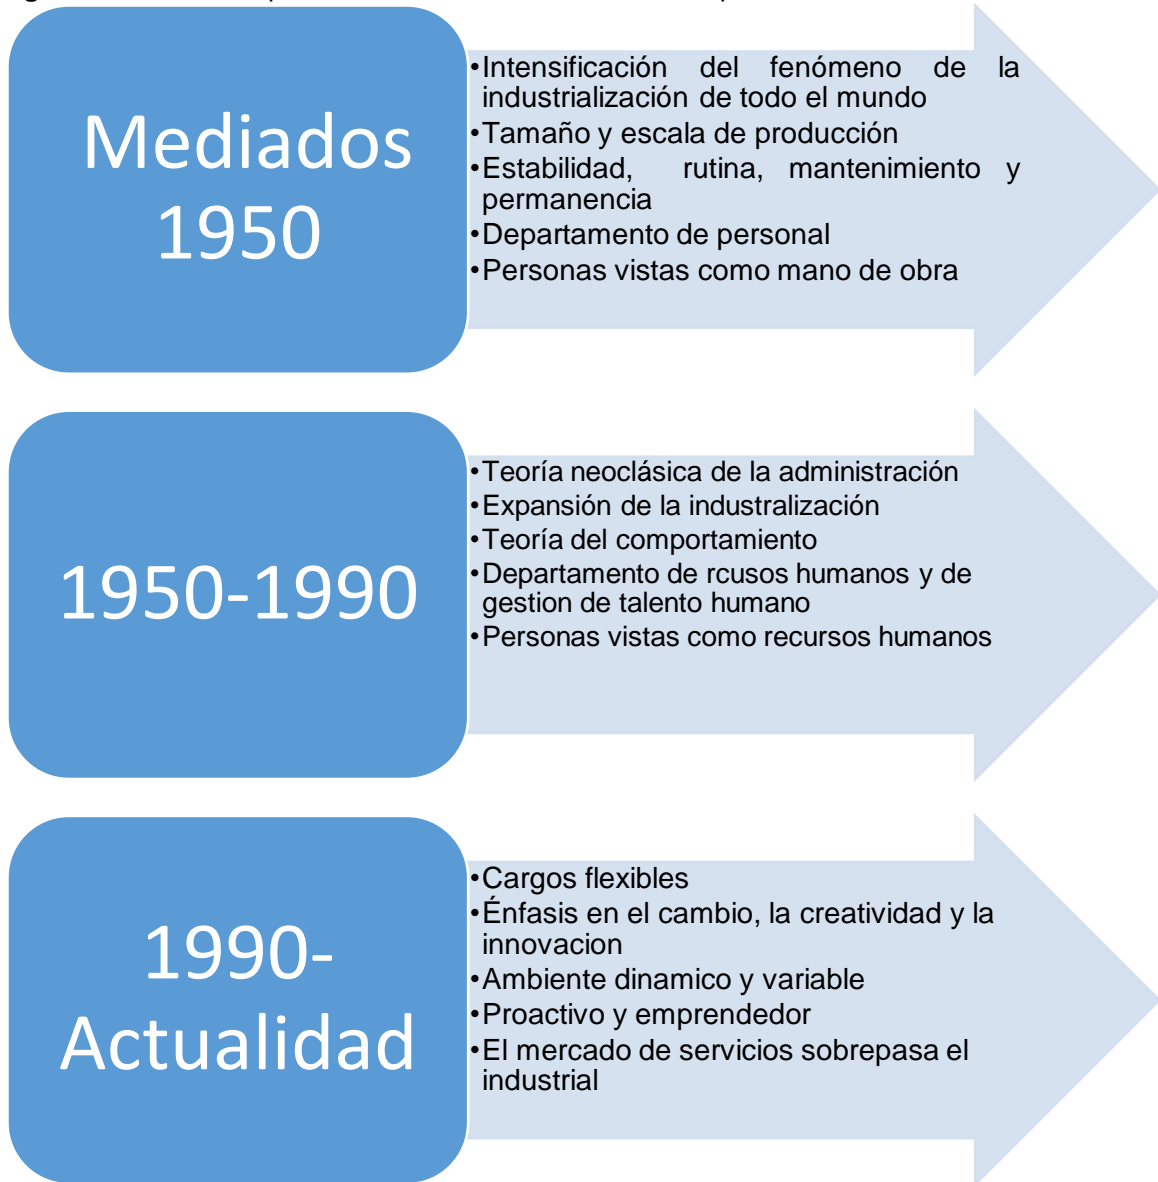 Mediados
1950
•Intensificación del fenómeno de la
industrialización de todo el mundo
•Tamaño y escala de producción
•Estabilidad, rutina, mantenimiento y
permanencia
•Departamento de personal
•Personas vistas como mano de obra
1950-1990
•Teoría neoclásica de la administración
•Expansión de la industralización
•Teoría del comportamiento
•Departamento de rcusos humanos y de
gestion de talento humano
•Personas vistas como recursos humanos
1990-
Actualidad
•Cargos flexibles
•Énfasis en el cambio, la creatividad y la
innovacion
•Ambiente dinamico y variable
•Proactivo y emprendedor
•El mercado de servicios sobrepasa el
industrial